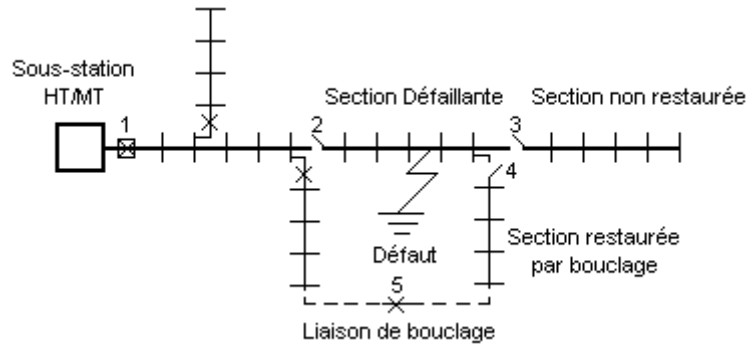 Sous-station
HT/MT
1
2
Section Défaillante
3
Section non restaurée
4
Défaut
Section restaurée
par bouclage
5
Liaison de bouclage